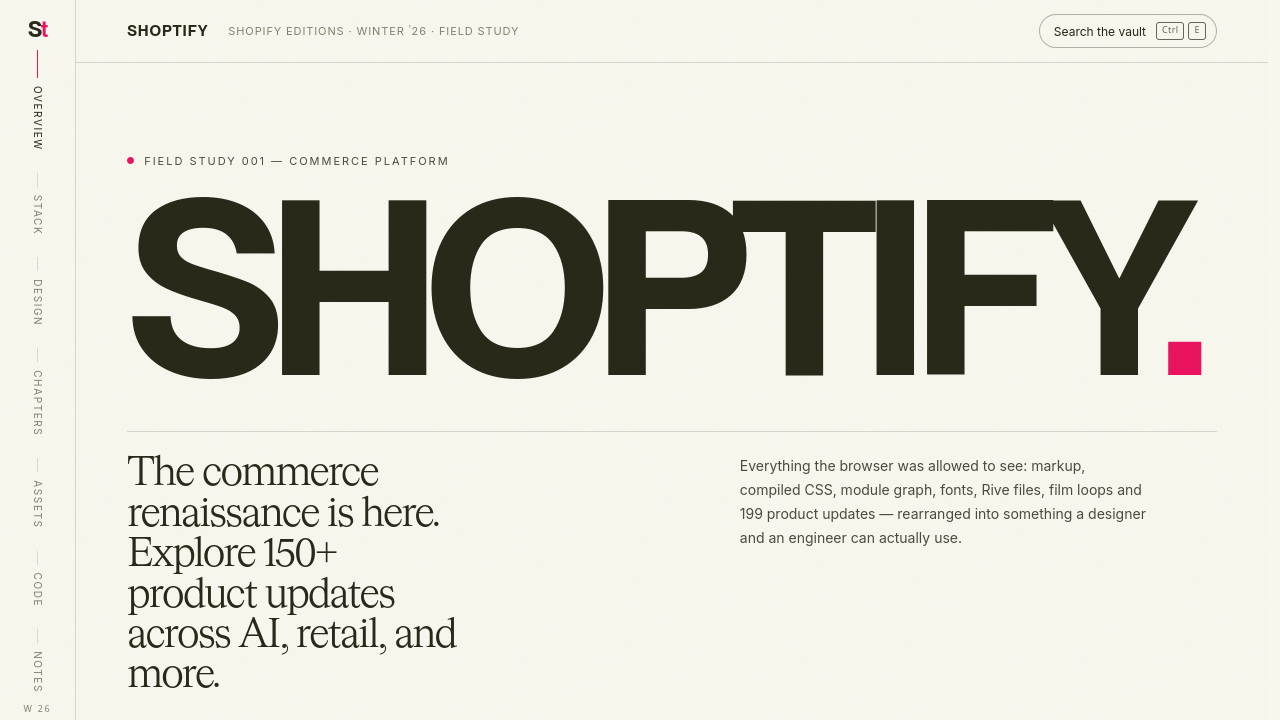 St
OVERVIEW
STACK
DESIGN
CHAPTERS
ASSETS
CODE
NOTES
W 26
SHOPTIFY
SHOPIFY EDITIONS · WINTER '26 · FIELD STUDY
Search the vault Ctrl E
FIELD STUDY 001 — COMMERCE PLATFORM
SHOPTIFY.
The commerce
renaissance is here.
Explore 150+
product updates
across AI, retail, and
more.
Everything the browser was allowed to see: markup,
compiled CSS, module graph, fonts, Rive files, film loops and
199 product updates — rearranged into something a designer
and an engineer can actually use.